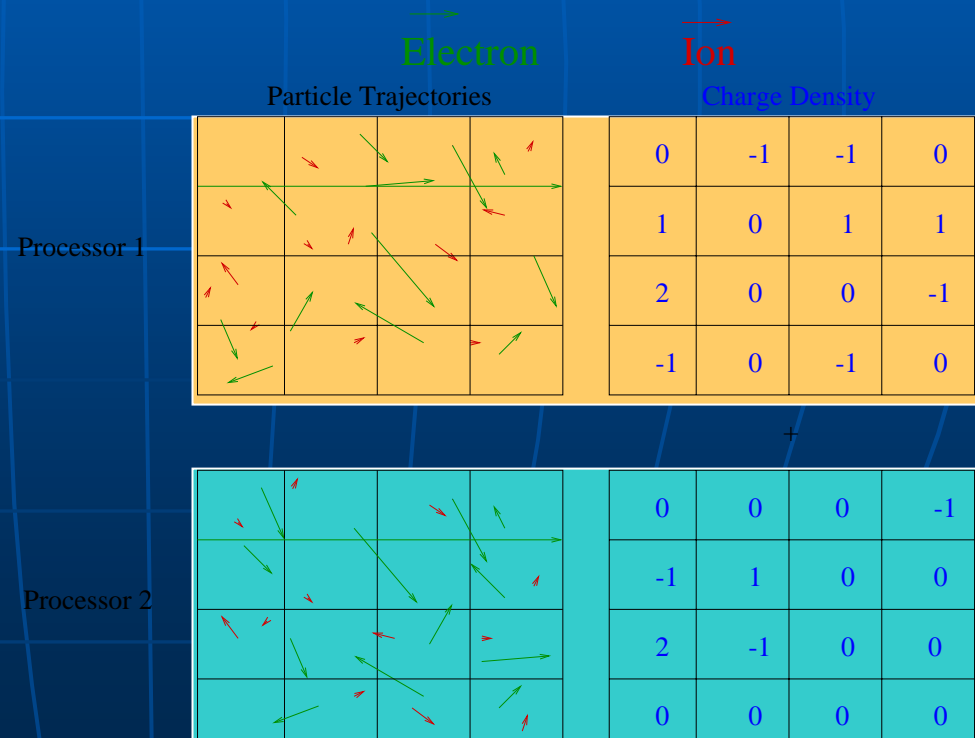 Electron Ion
Particle Trajectories Charge Density
0 -1 -1 0
1 0 1 1
Processor 1
2 0 0 -1
-1 0 -1 0
+
0 0 0 -1
-1 1 0 0
Processor 2
2 -1 0 0
0 0 0 0